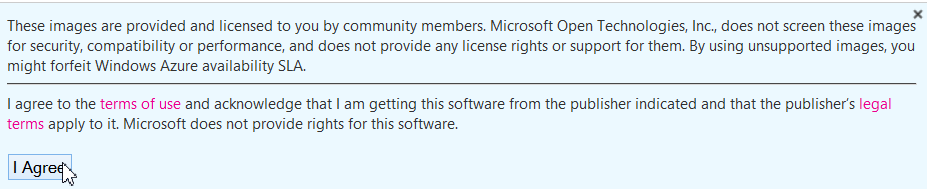 These images are provided and licensed to you by community members. Microsoft Open Technologies, Inc., does not screen these images
for security, compatibility or performance, and does not provide any license rights or support for them. By using unsupported images, you
might forfeit Windows Azure availability SLA.
I agree to the terms of use and acknowledge that I am getting this software from the publisher indicated and that the publisher's legal
terms apply to it. Microsoft does not provide rights for this software.
I Agree